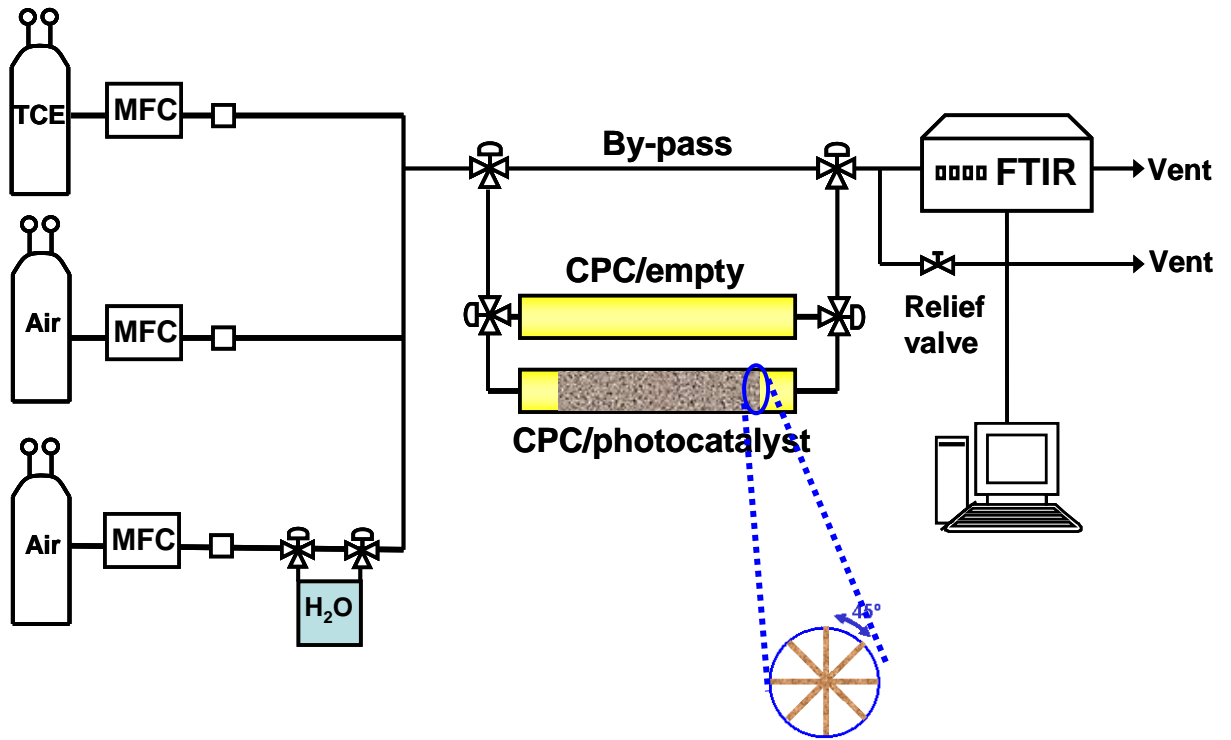 TCE
MFC
By-pass
FTIR
Vent
Air
MFC
CPC/empty
Vent
Relief
valve
CPC/photocatalyst
Air
MFC
H₂O
45°